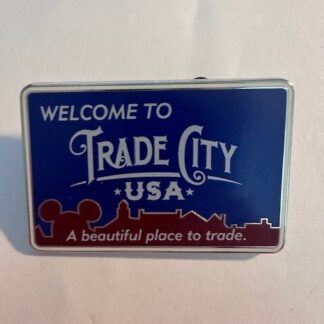 WELCOME TO
TRADE CITY
★USA★
A beautiful place to trade.